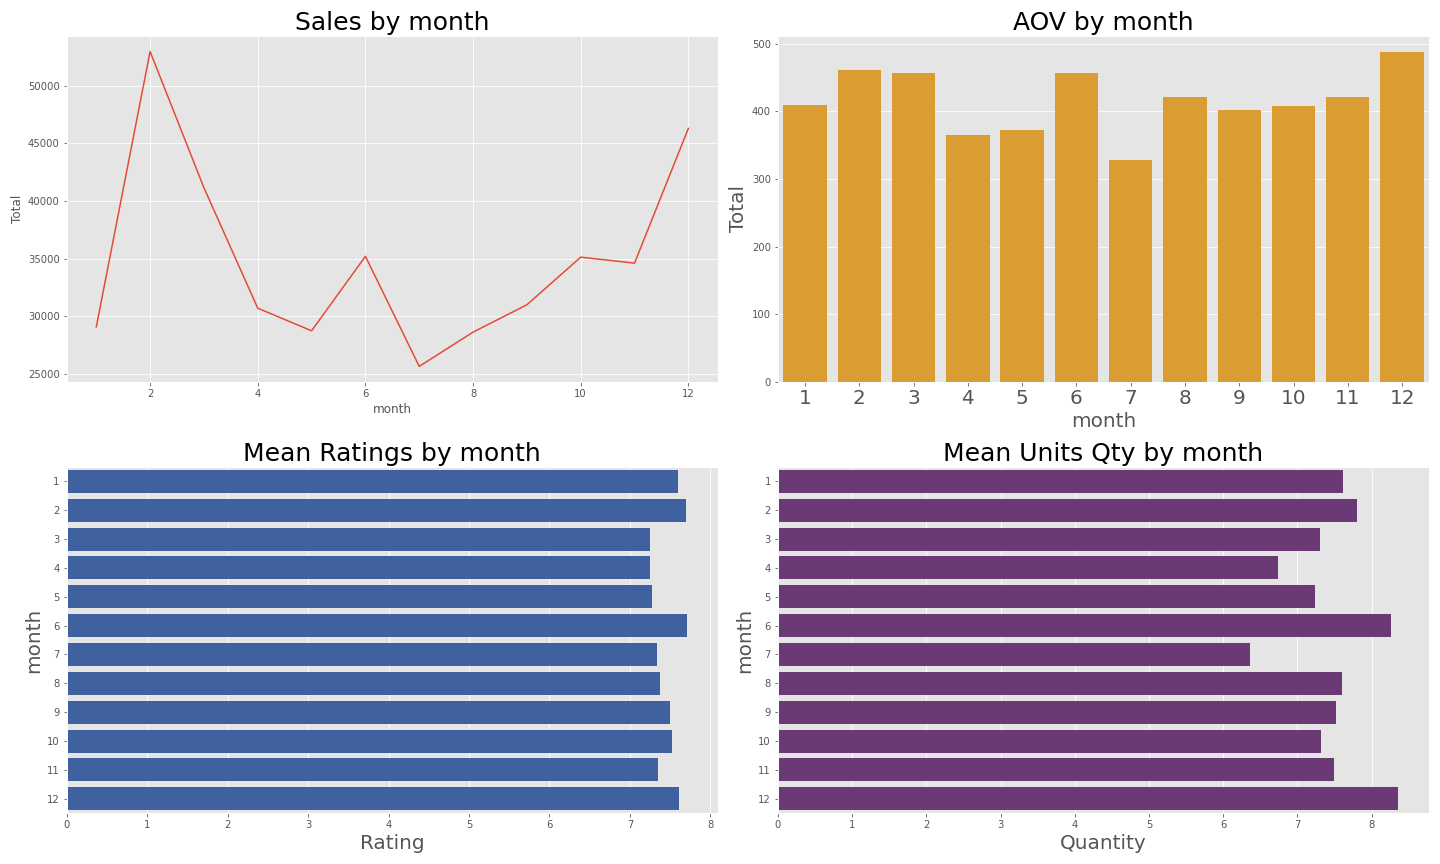 Sales by month
Total
50000
45000
40000
35000
30000
25000
2 4 6 8 10 12
month
AOV by month
Total
500
400
300
200
100
0
1 2 3 4 5 6 7 8 9 10 11 12
month
Mean Ratings by month
month
1
2
3
4
5
6
7
8
9
10
11
12
0 1 2 3 4 5 6 7 8
Rating
Mean Units Qty by month
month
1
2
3
4
5
6
7
8
9
10
11
12
0 1 2 3 4 5 6 7 8
Quantity